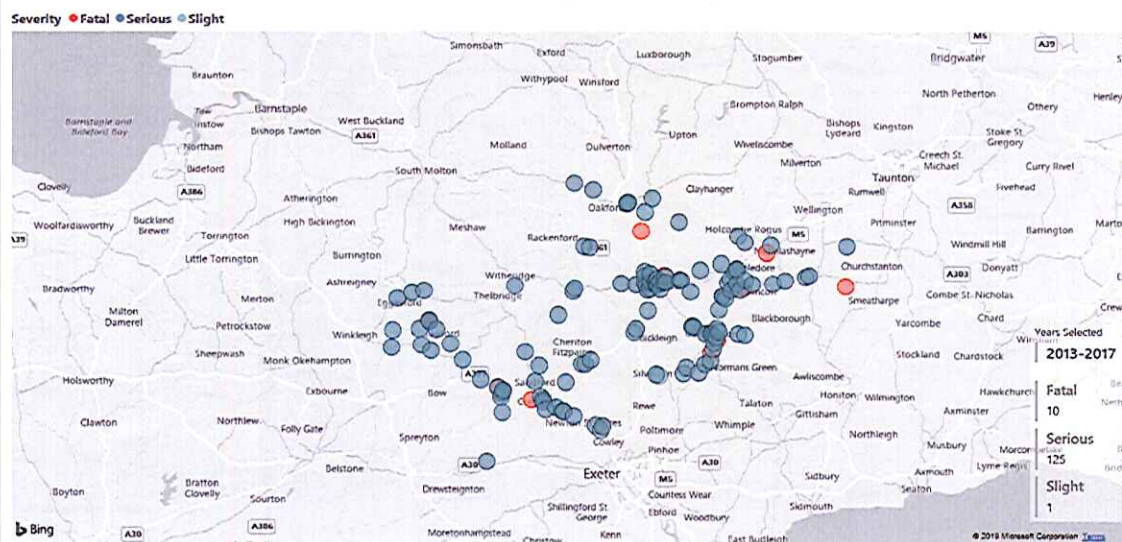 Severity Fatal Serious Slight
Simonsbath
Exford
Luxborough
Stogumber
M5
A39
Bridgwater
Braunton
Withypool
Winsford
North Petherton
Othery
Barnstaple
Brompton Ralph
Barnstaple and
Bideford Bay
Instow
Bishops Tawton
West Buckland
A361
Upton
Bishops
Lydeard
Kingston
Stoke St.
Gregory
Northam
Molland
Dulverton
Wiveliscombe
Milverton
Creech St.
Michael
Curry Rivel
Bideford
South Molton
Taunton
Clovelly
A386
Clayhanger
Rumwell
Fivehead
Atherington
A358
Woolfardisworthy
Buckland
Brewer
High Bickington
Wellington
Pitminster
Barrington
Torrington
Meshaw
Rackenford
Holcombe Rogus
M5
Windmill Hill
Little Torrington
Burrington
Churchstanton
Donyatt
A303
Bradworthy
Ashreigney
Witheridge
Thelbridge
Smeatharpe
Combe St. Nicholas
Merton
Milton
Damerel
Petrockstow
Winkleigh
Blackborough
Yarcombe
Chard
Years Selected
2013-2017
Sheepwash
Monk Okehampton
Cheriton
Stockland
Chardstock
Holsworthy
Exbourne
Bow
Awliscombe
Honiton
Wilmington
Hawkchurch
Fatal
10
Clawton
Northlew
Folly Gate
Rewe
Talaton
Gittisham
Axminster
Spreyton
Poltimore
Whimple
Northleigh
Musbury
Serious
125
Pinhoe
Cowley
A30
A30
Lyme Regis
Belstone
Exeter
Sidbury
Axmouth
Seaton
Slight
1
Boyton
Bratton
Clovelly
Sourton
Drewsteignton
M5
Countess Wear
Shillingford St.
George
Ebford
Woodbury
Sidmouth
Bing
A30
A386
Moretonhampstead
Kenn
East Budleigh
© 2019 Microsoft Corporation